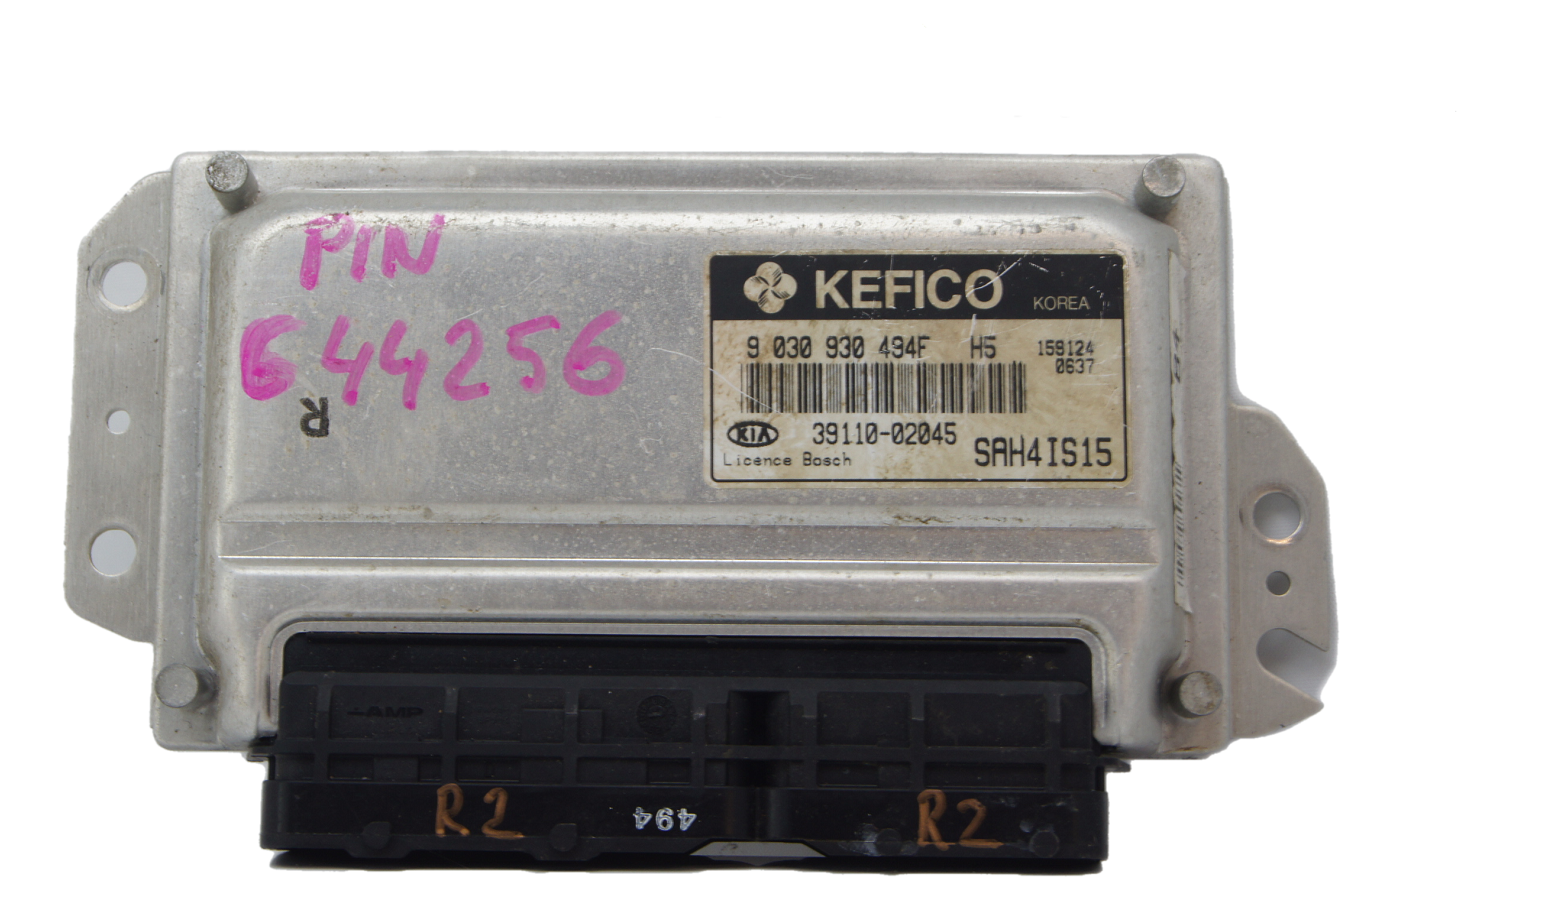 PIN
644256
R
KEFICO
KOREA
9 030 930 494F H5
159124
0637
KIA
39110-02045
SAH4IS15
Licence Bosch
AMP
R2
494
R2